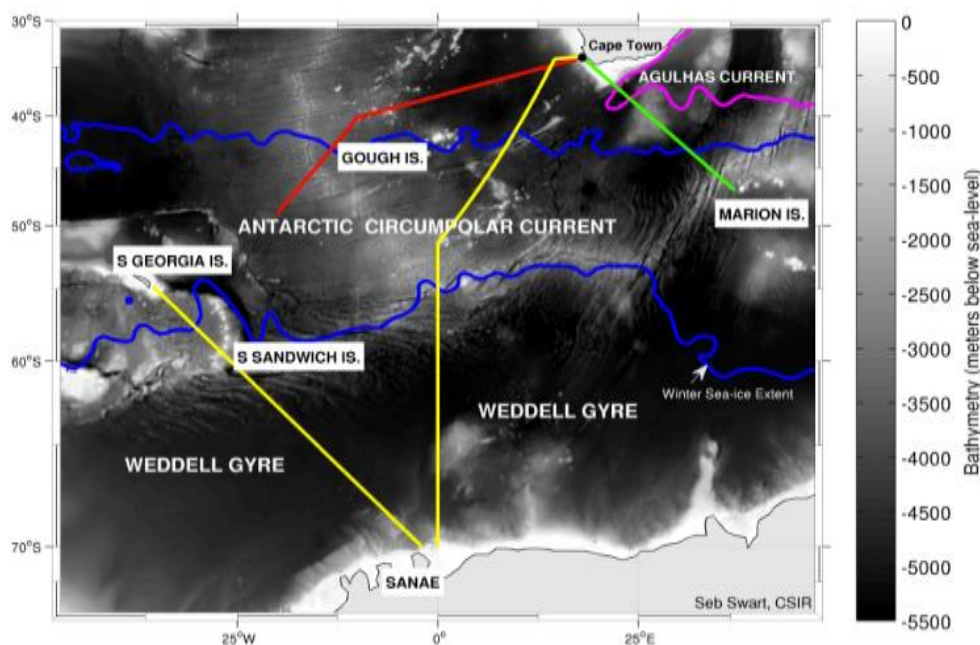 30°S
Cape Town
AGULHAS CURRENT
40°S
GOUGH IS.
MARION IS.
50°S
ANTARCTIC CIRCUMPOLAR CURRENT
S GEORGIA IS.
60°S
S SANDWICH IS.
Winter Sea-ice Extent
WEDDELL GYRE
WEDDELL GYRE
70°S
SANAE
Seb Swart, CSIR
25°W
0°
25°E
0
-500
-1000
-1500
-2000
-2500
-3000
-3500
-4000
-4500
-5000
-5500
Bathymetry (meters below sea-level)